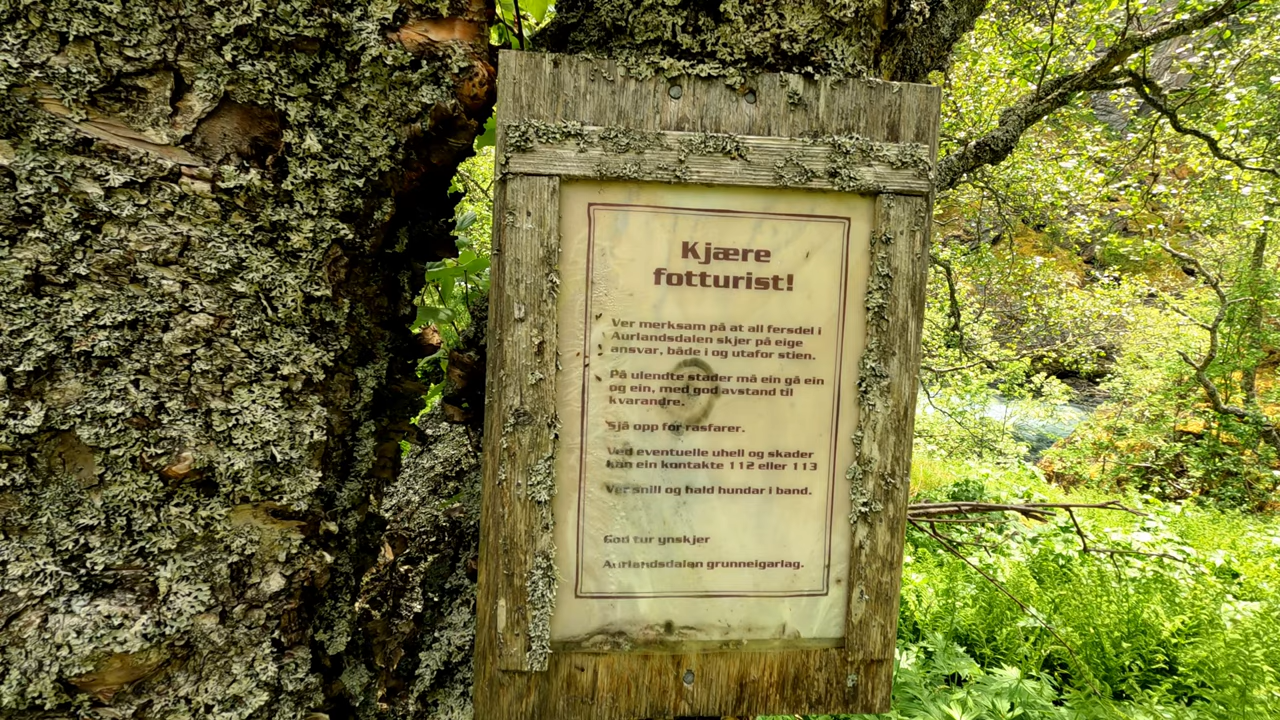 Kjære
fotturist!
Ver merksam på at all fersdel i
Aurlandsdalen skjer på eige
ansvar, både i og utafor stien.
På ulendte stader må ein gå ein
og ein, med god avstand til
kvarandre.
Sjå opp for rasfarer.
Ved eventuelle uhell og skader
kan ein kontakte 112 eller 113
Ver snill og hald hundar i band.
God tur ynskjer
Aurlandsdalen grunneigarlag.